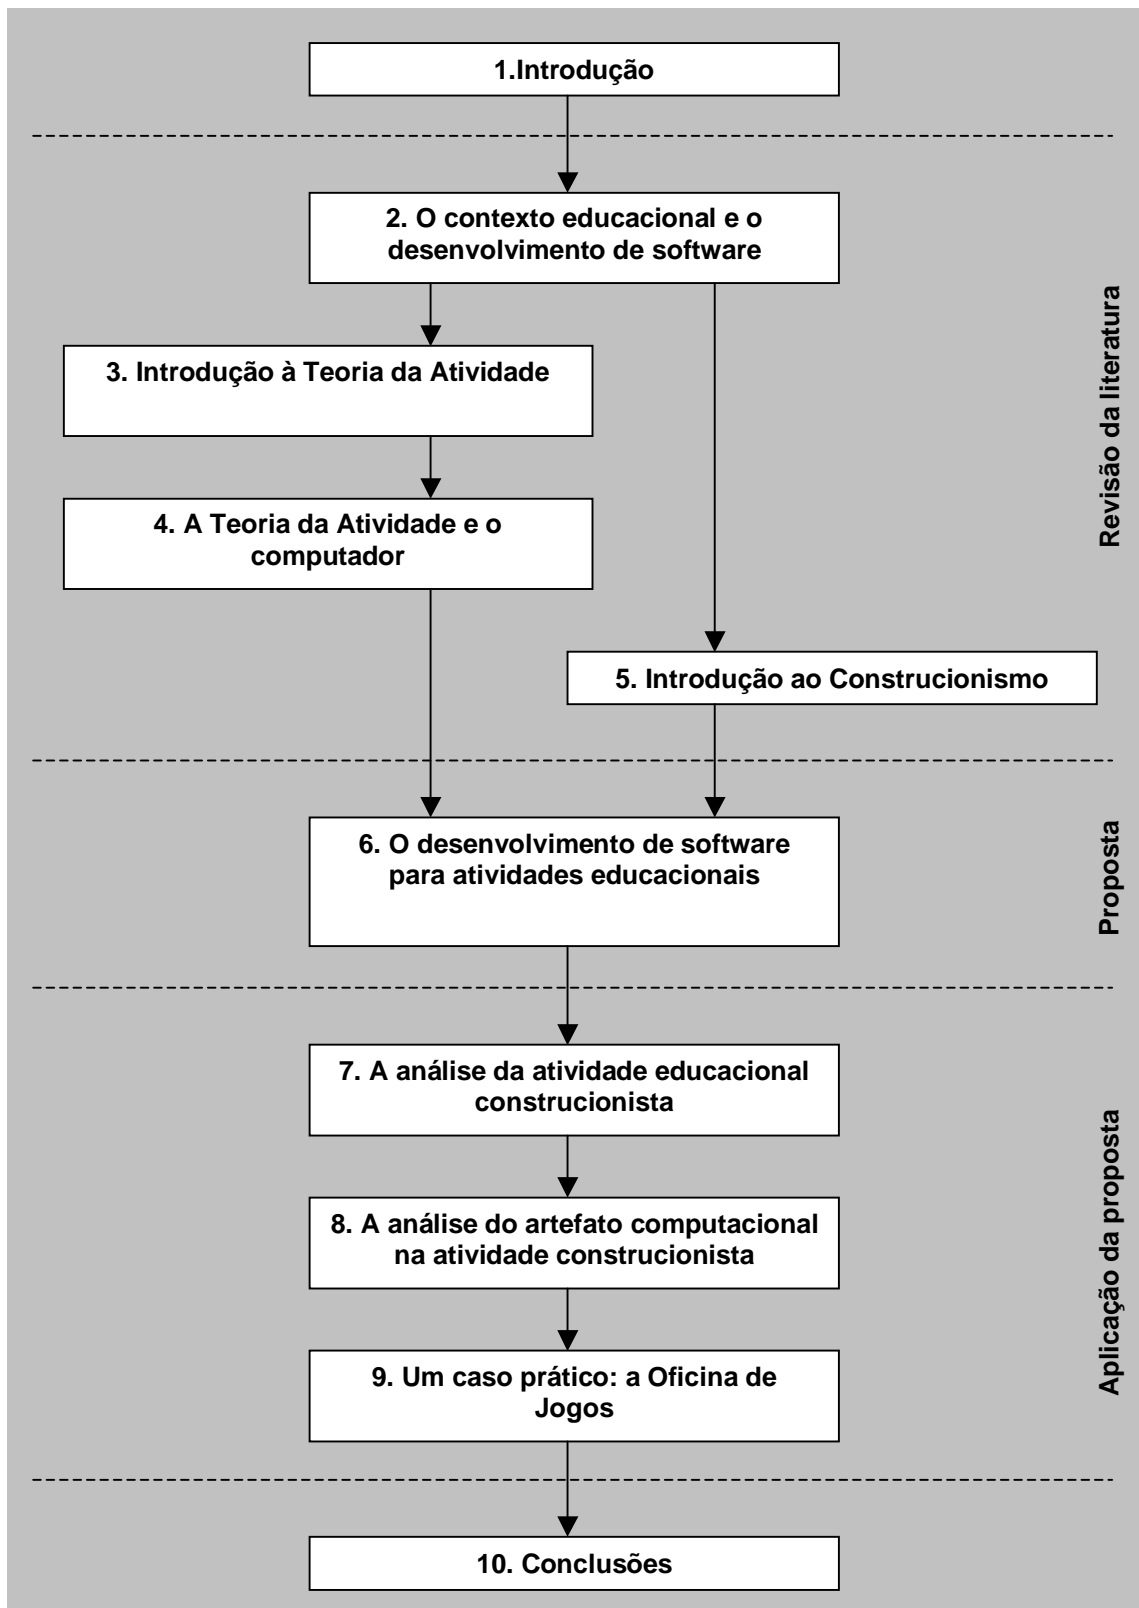 1.Introdução
2. O contexto educacional e o
desenvolvimento de software
3. Introdução à Teoria da Atividade
4. A Teoria da Atividade e o
computador
5. Introdução ao Construcionismo
Revisão da literatura
6. O desenvolvimento de software
para atividades educacionais
Proposta
7. A análise da atividade educacional
construcionista
8. A análise do artefato computacional
na atividade construcionista
9. Um caso prático: a Oficina de
Jogos
Aplicação da proposta
10. Conclusões